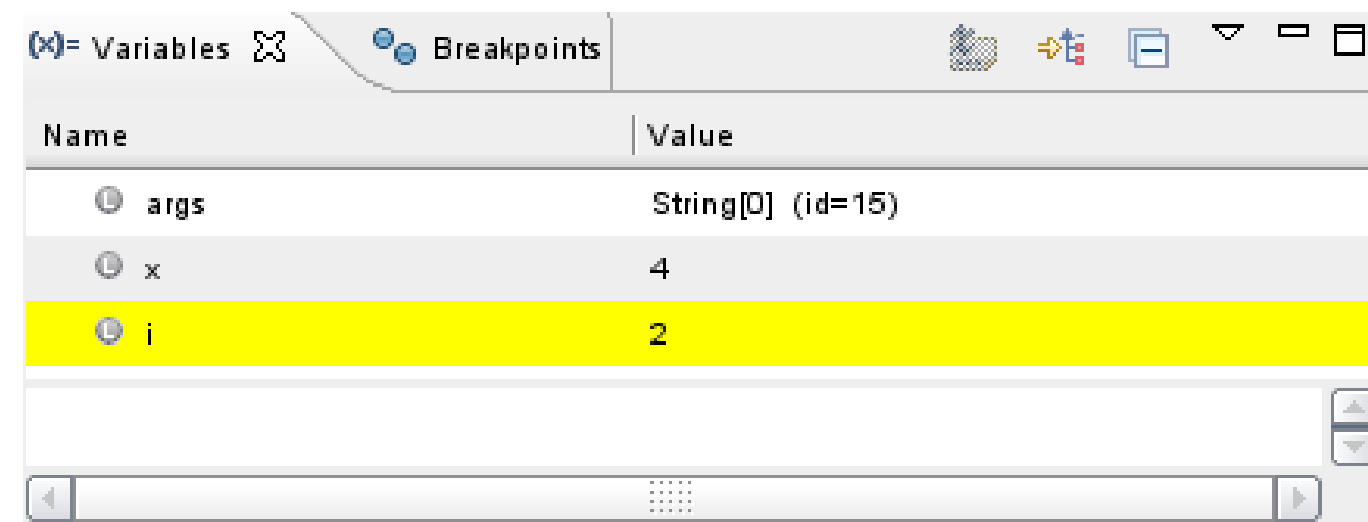 (x)= Variables Breakpoints
Name Value
args String[0] (id=15)
x 4
i 2